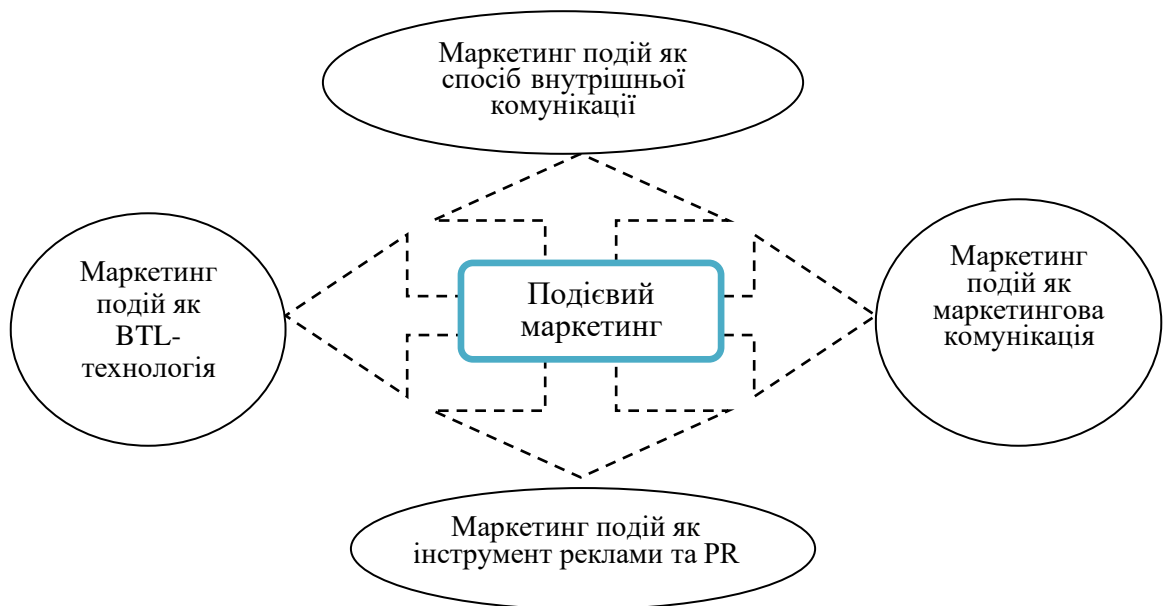 Маркетинг подій як
спосіб внутрішньої
комунікації
Маркетинг
подій як
BTL-
технологія
Подієвий
маркетинг
Маркетинг
подій як
маркетингова
комунікація
Маркетинг подій як
інструмент реклами та PR